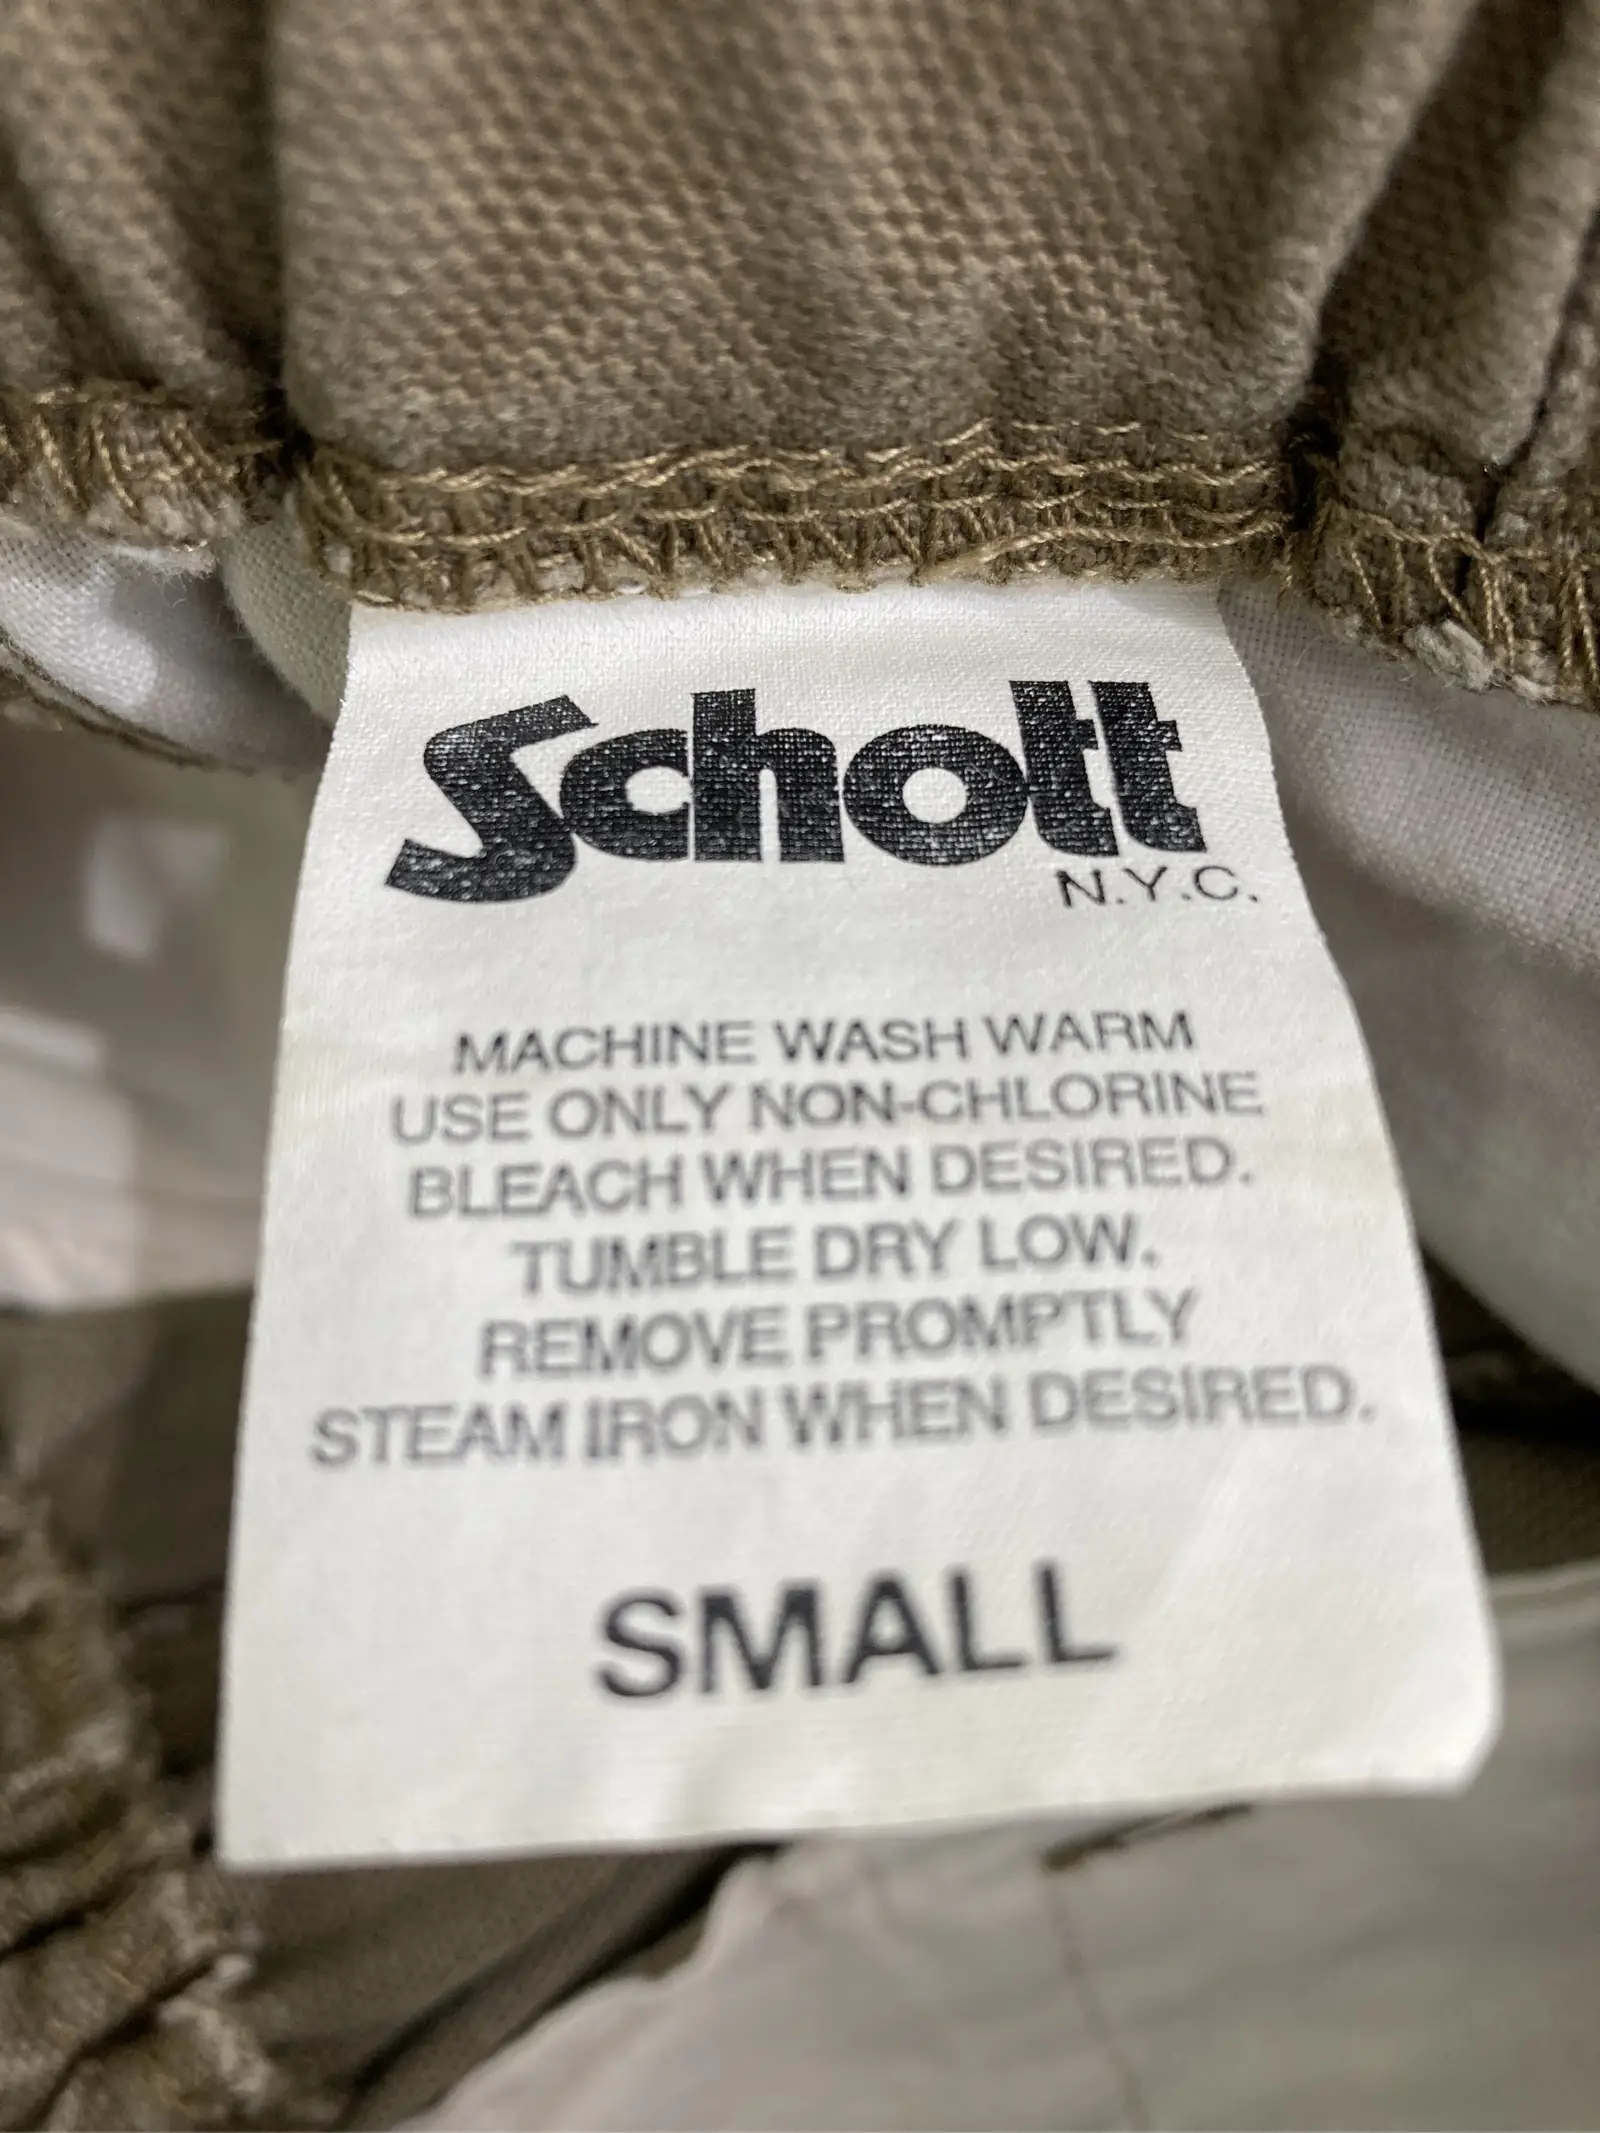 Schott
N.Y.C.
MACHINE WASH WARM
USE ONLY NON-CHLORINE
BLEACH WHEN DESIRED.
TUMBLE DRY LOW.
REMOVE PROMPTLY
STEAM IRON WHEN DESIRED.
SMALL